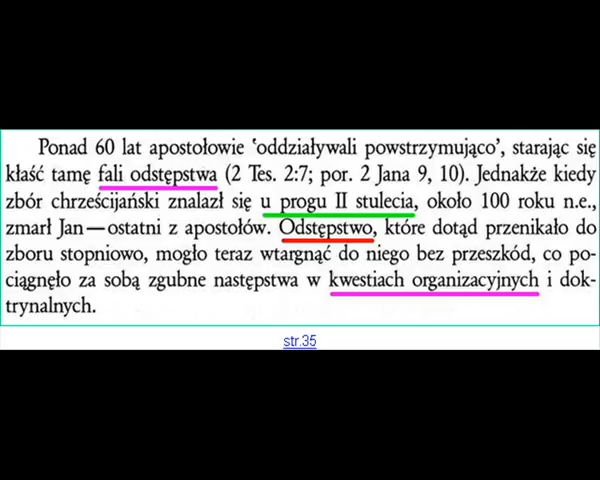 Ponad 60 lat apostołowie ‛oddziaływali powstrzymująco’, starając się
kłaść tamę fali odstępstwa (2 Tes. 2:7; por. 2 Jana 9, 10). Jednakże kiedy
zbór chrześcijański znalazł się u progu II stulecia, około 100 roku n.e.,
zmarł Jan—ostatni z apostołów. Odstępstwo, które dotąd przenikało do
zboru stopniowo, mogło teraz wtargnąć do niego bez przeszkód, co po-
ciągnęło za sobą zgubne następstwa w kwestiach organizacyjnych i dok-
trynalnych.
str.35